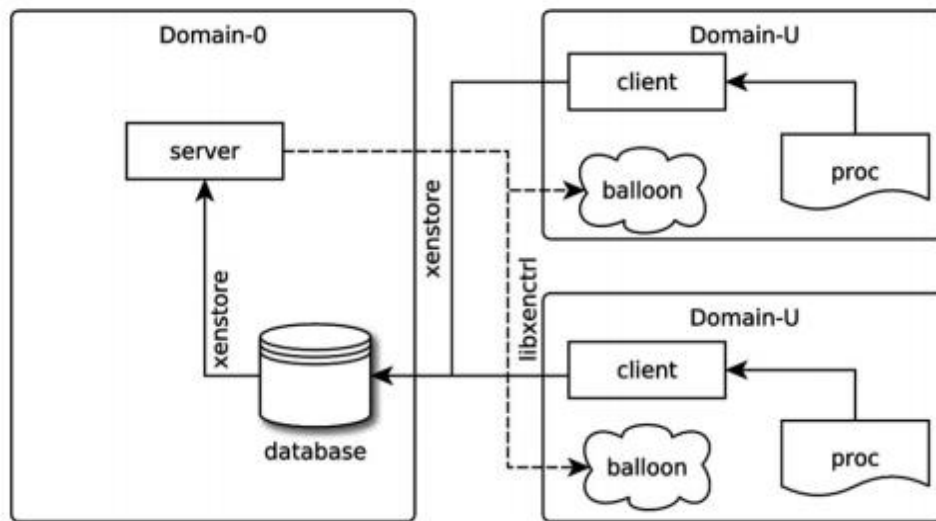 Domain-0
server
xenstore
database
xenstore
libxenctrl
Domain-U
client
balloon
proc
Domain-U
client
balloon
proc